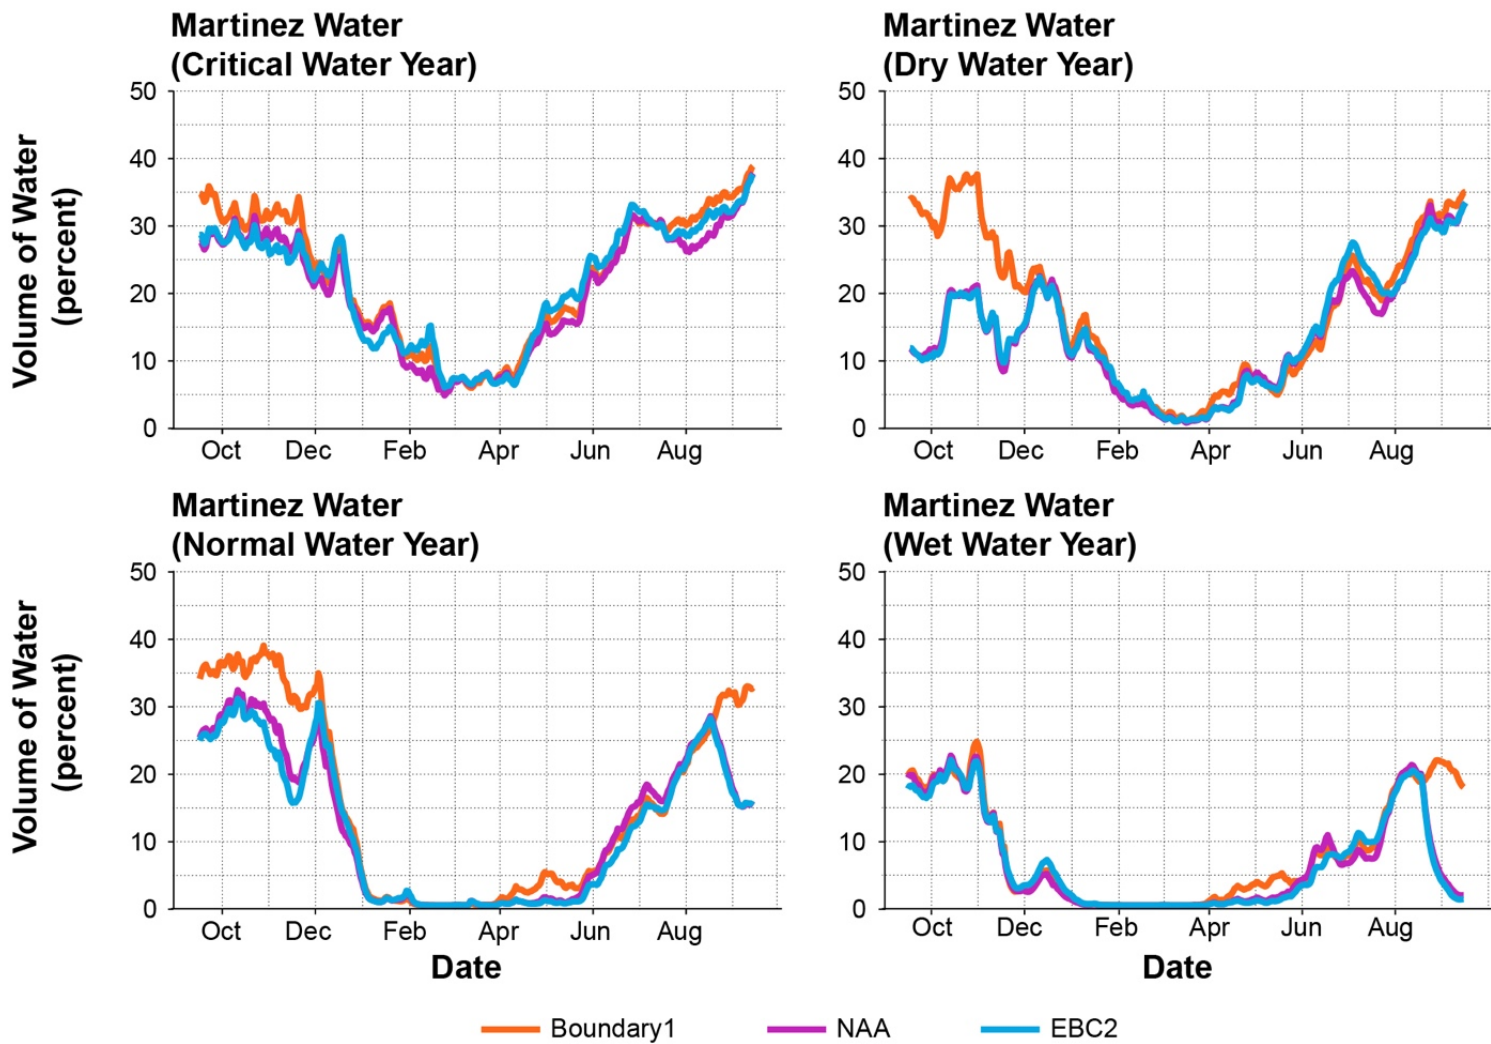 Martinez Water
(Critical Water Year)
Volume of Water
(percent)
50
40
30
20
10
0
Oct Dec Feb Apr Jun Aug
Martinez Water
(Dry Water Year)
50
40
30
20
10
0
Oct Dec Feb Apr Jun Aug
Martinez Water
(Normal Water Year)
Volume of Water
(percent)
50
40
30
20
10
0
Oct Dec Feb Apr Jun Aug
Date
Martinez Water
(Wet Water Year)
50
40
30
20
10
0
Oct Dec Feb Apr Jun Aug
Date
Boundary1 NAA EBC2